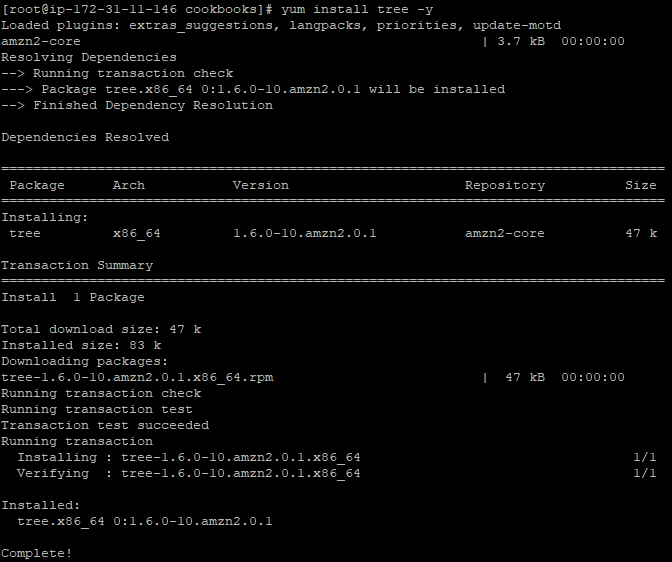 [root@ip-172-31-11-146 cookbooks]# yum install tree -y
Loaded plugins: extras_suggestions, langpacks, priorities, update-motd
amzn2-core                                                  | 3.7 kB  00:00:00
Resolving Dependencies
--> Running transaction check
---> Package tree.x86_64 0:1.6.0-10.amzn2.0.1 will be installed
--> Finished Dependency Resolution

Dependencies Resolved

===================================================================================
 Package      Arch           Version                      Repository          Size
===================================================================================
Installing:
 tree         x86_64         1.6.0-10.amzn2.0.1           amzn2-core          47 k

Transaction Summary
===================================================================================
Install  1 Package

Total download size: 47 k
Installed size: 83 k
Downloading packages:
tree-1.6.0-10.amzn2.0.1.x86_64.rpm                          |  47 kB  00:00:00
Running transaction check
Running transaction test
Transaction test succeeded
Running transaction
  Installing : tree-1.6.0-10.amzn2.0.1.x86_64                                  1/1
  Verifying  : tree-1.6.0-10.amzn2.0.1.x86_64                                  1/1

Installed:
  tree.x86_64 0:1.6.0-10.amzn2.0.1

Complete!